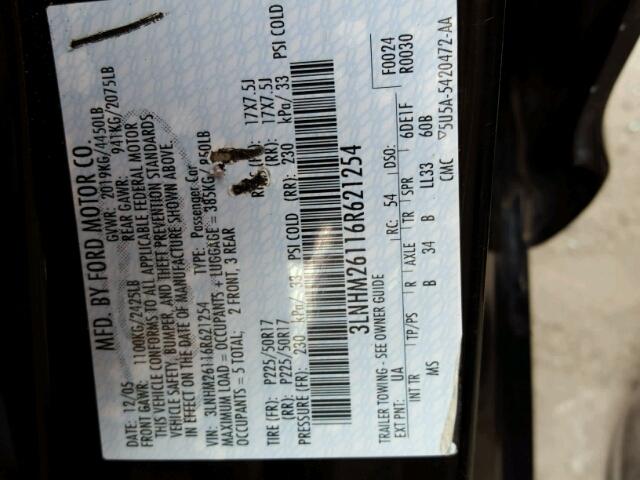 MFD. BY FORD MOTOR CO.
DATE: 12/05 GVWR: 2019KG/4450LB
FRONT GAWR: 1100KG/2425LB REAR GAWR: 941KG/2075LB
THIS VEHICLE CONFORMS TO ALL APPLICABLE FEDERAL MOTOR
VEHICLE SAFETY, BUMPER, AND THEFT PREVENTION STANDARDS
IN EFFECT ON THE DATE OF MANUFACTURE SHOWN ABOVE.
VIN: 3LNHM26116R621254 TYPE: Passenger Car
MAXIMUM LOAD = OCCUPANTS + LUGGAGE = 385KG/850LB
OCCUPANTS = 5 TOTAL; 2 FRONT, 3 REAR
TIRE (FR): P225/50R17 17X7.5J
(RR): P225/50R17 (RR): 17X7.5J
PRESSURE (FR): 230 kPa/ 33 PSI COLD (RR): 230 kPa/ 33 PSI COLD
3LNHM26116R621254
F0024
R0030
TRAILER TOWING - SEE OWNER GUIDE
EXT PNT: UA RC: 54 DSO:
INT TR TP/PS R AXLE TR SPR 6DE1F
MS B 34 B LL33 60B
CMC ▽5U5A-5420472-AA